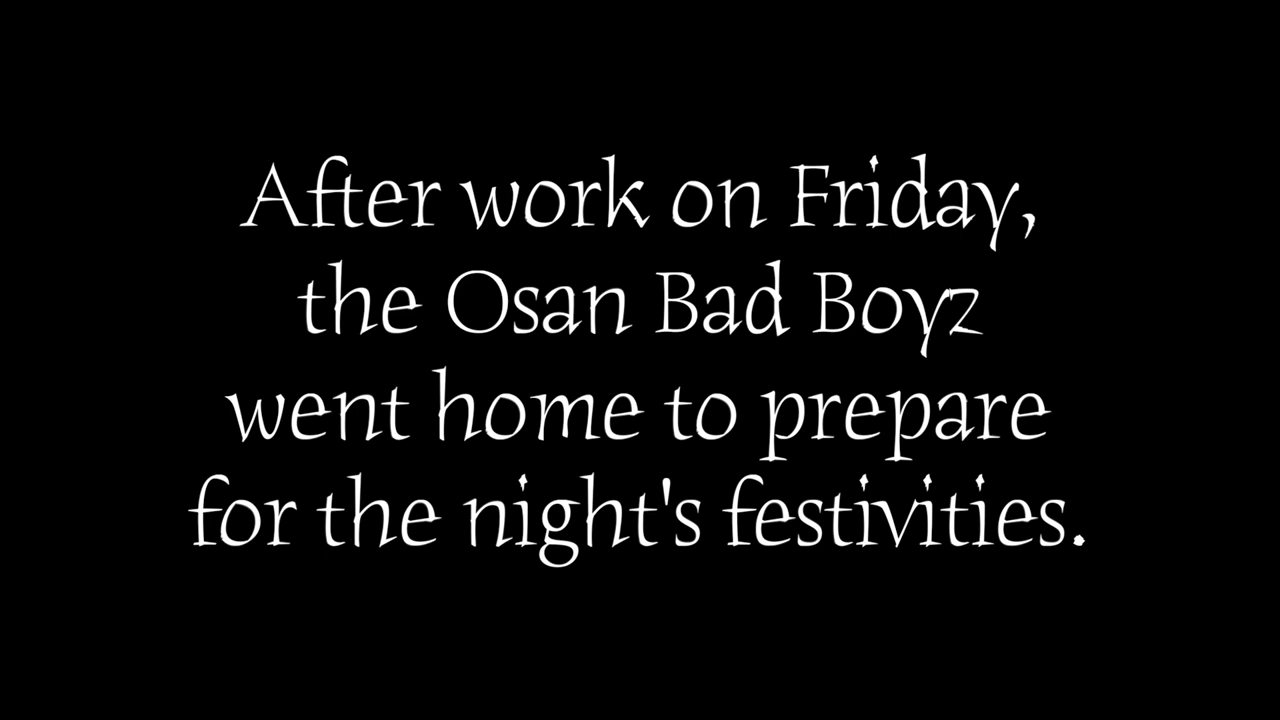 After work on Friday,
the Osan Bad Boyz
went home to prepare
for the night's festivities.